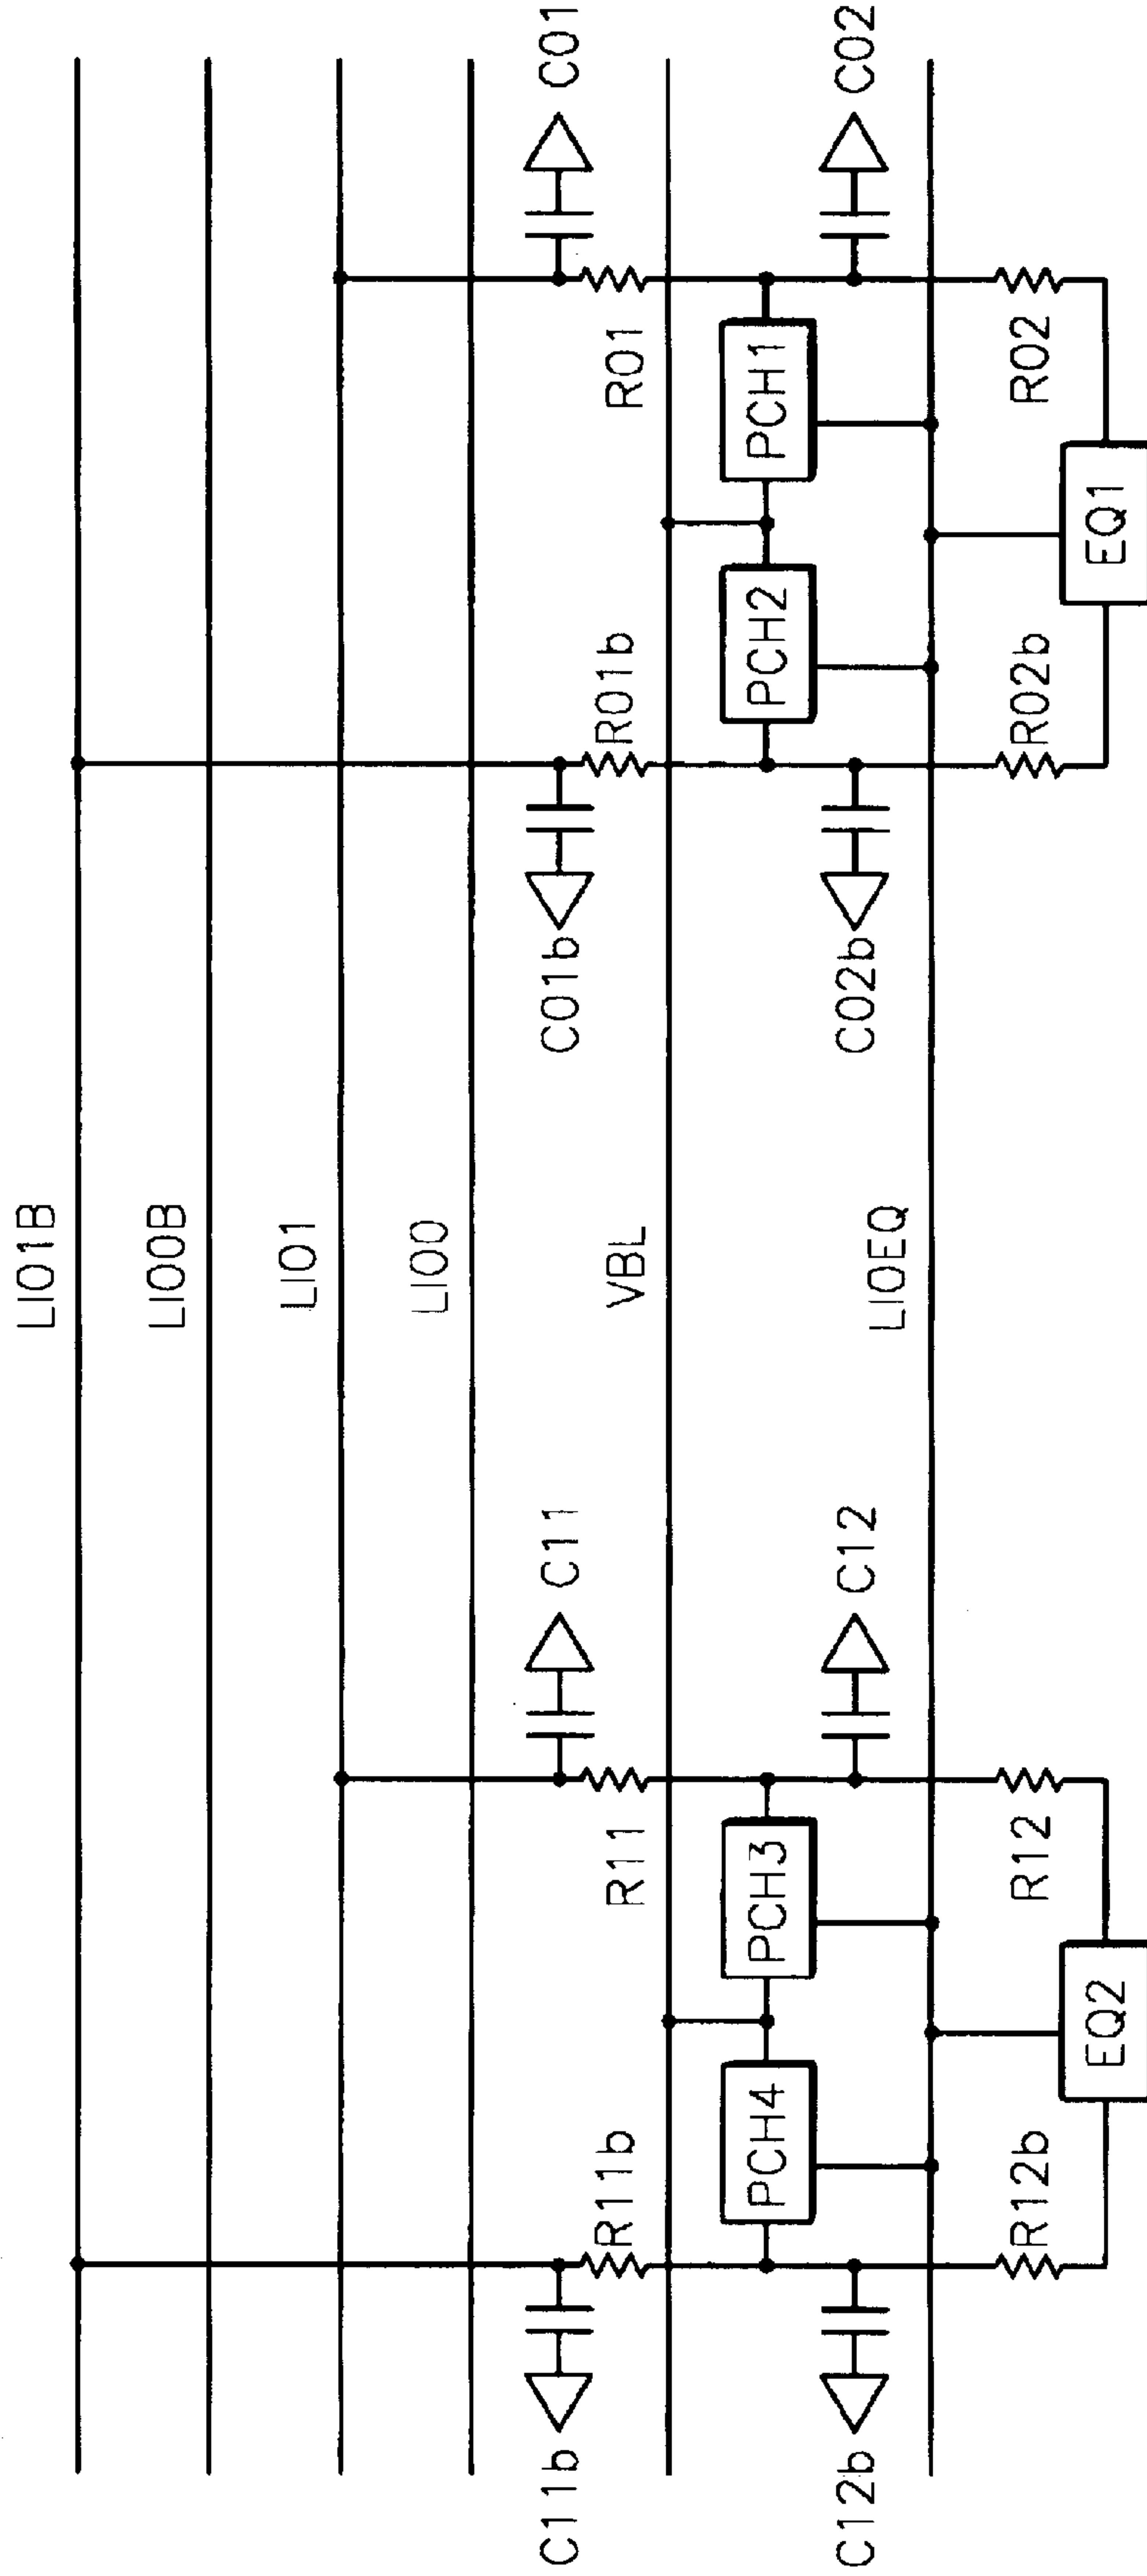 LIO1B
LIO0B
LIO1
LIO0
VBL
LIOEQ
C11b
C11
C01b
C01
R11b
R11
R01b
R01
PCH4
PCH3
PCH2
PCH1
C12b
C12
C02b
C02
R12b
R12
R02b
R02
EQ2
EQ1